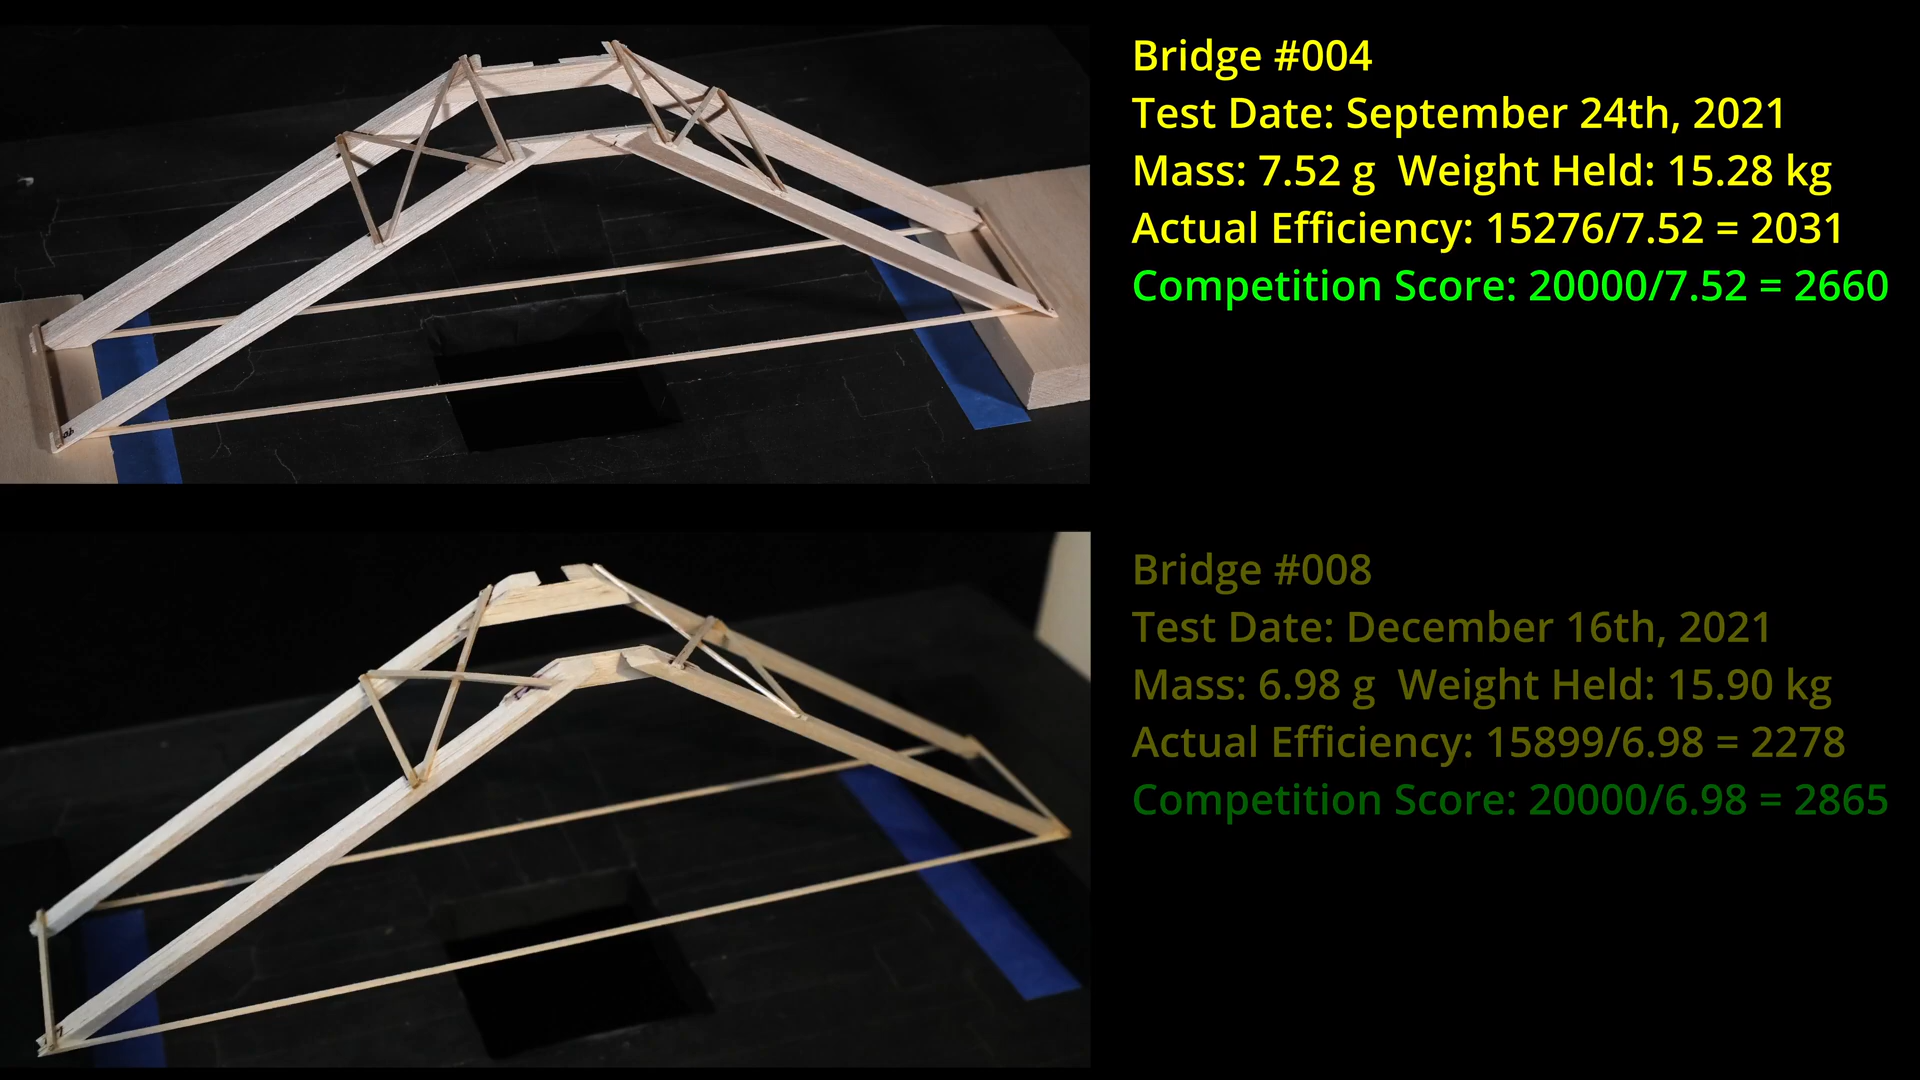 Bridge #004
Test Date: September 24th, 2021
Mass: 7.52 g  Weight Held: 15.28 kg
Actual Efficiency: 15276/7.52 = 2031
Competition Score: 20000/7.52 = 2660
Bridge #008
Test Date: December 16th, 2021
Mass: 6.98 g  Weight Held: 15.90 kg
Actual Efficiency: 15899/6.98 = 2278
Competition Score: 20000/6.98 = 2865